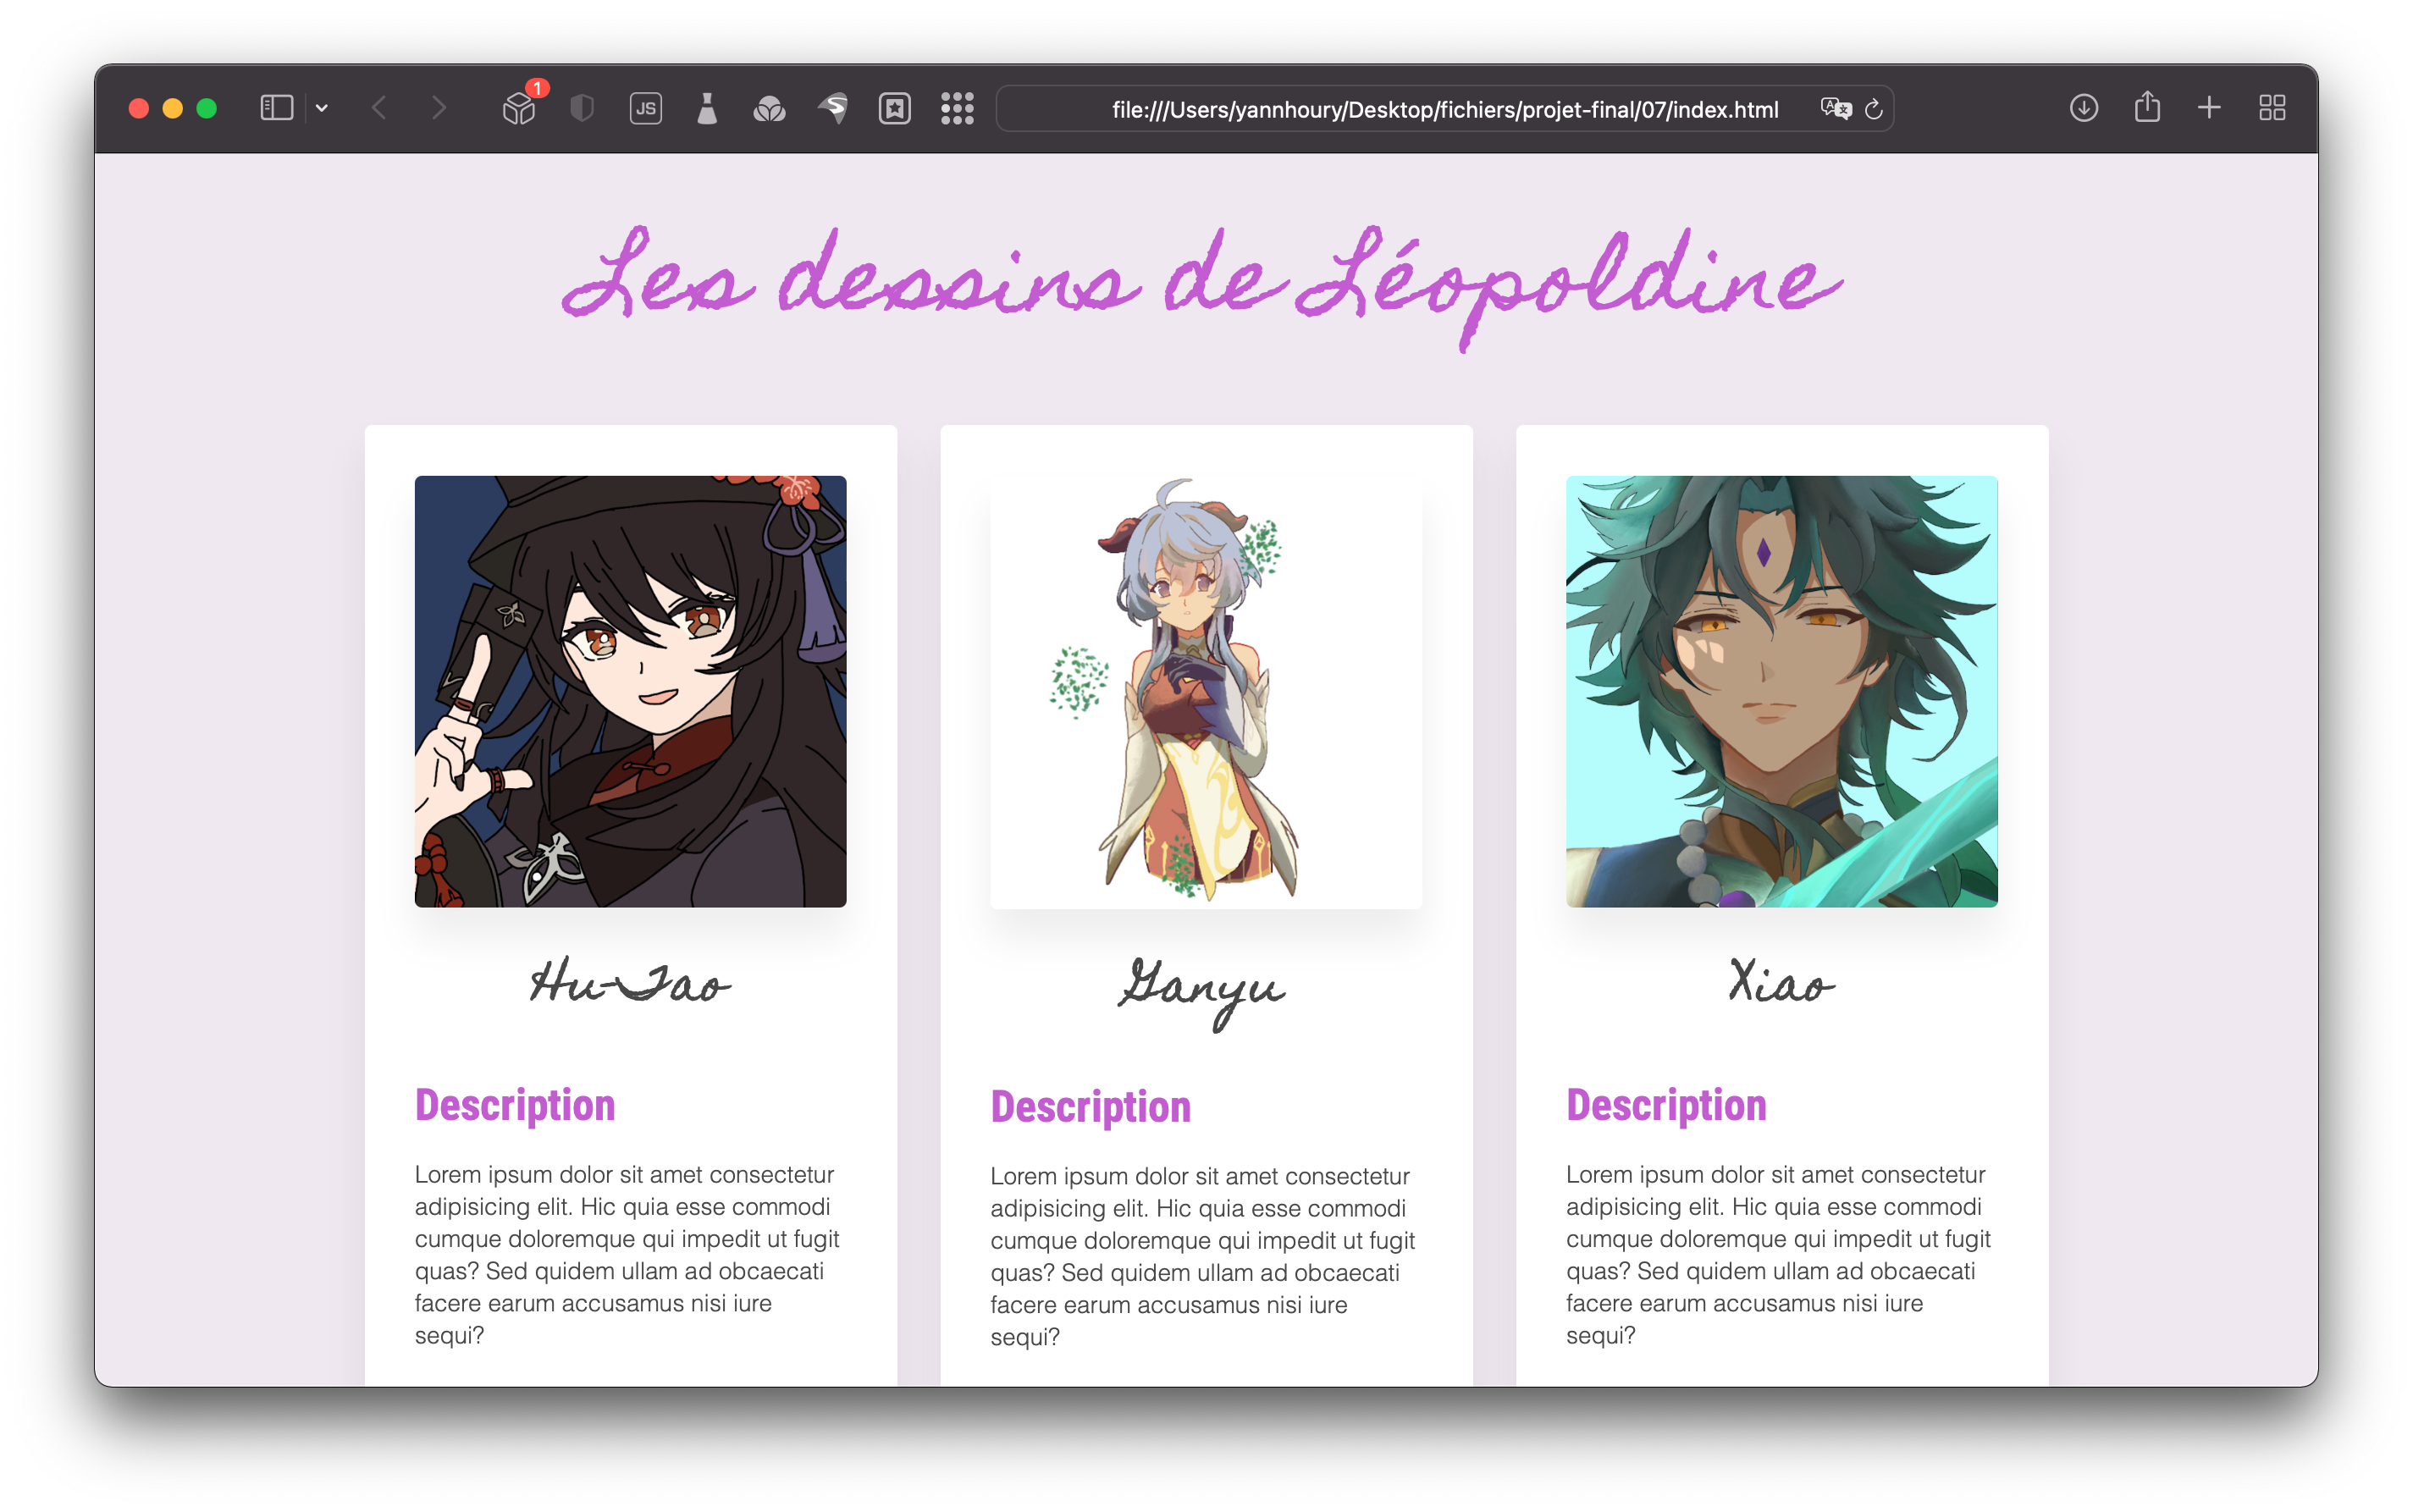 1
JS
file:///Users/yannhoury/Desktop/fichiers/projet-final/07/index.html
Les dessins de Léopoldine
Hu-Tao
Description
Lorem ipsum dolor sit amet consectetur
adipisicing elit. Hic quia esse commodi
cumque doloremque qui impedit ut fugit
quas? Sed quidem ullam ad obcaecati
facere earum accusamus nisi iure
sequi?
Ganyu
Description
Lorem ipsum dolor sit amet consectetur
adipisicing elit. Hic quia esse commodi
cumque doloremque qui impedit ut fugit
quas? Sed quidem ullam ad obcaecati
facere earum accusamus nisi iure
sequi?
Xiao
Description
Lorem ipsum dolor sit amet consectetur
adipisicing elit. Hic quia esse commodi
cumque doloremque qui impedit ut fugit
quas? Sed quidem ullam ad obcaecati
facere earum accusamus nisi iure
sequi?